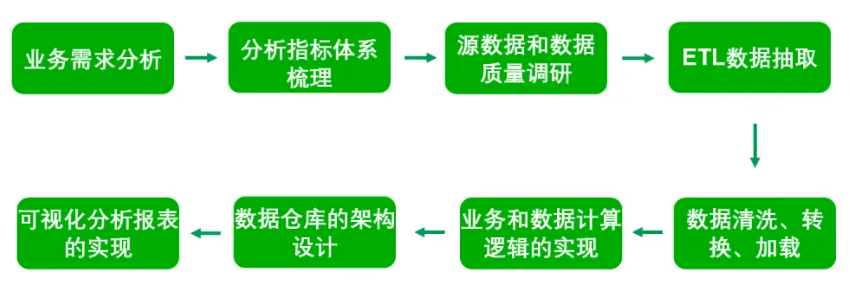 业务需求分析
分析指标体系
梳理
源数据和数据
质量调研
ETL数据抽取
数据清洗、转
换、加载
业务和数据计算
逻辑的实现
数据仓库的架构
设计
可视化分析报表
的实现